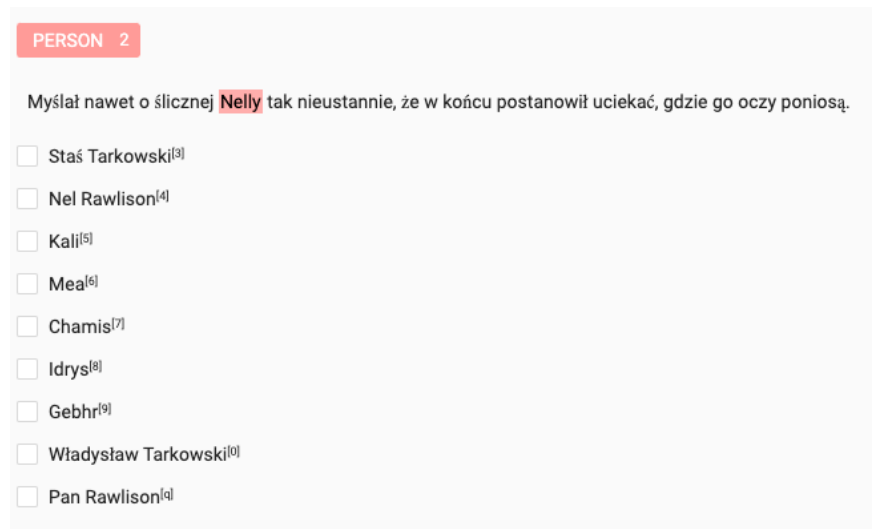 PERSON 2
Myślał nawet o ślicznej Nelly tak nieustannie, że w końcu postanowił uciekać, gdzie go oczy poniosą.
Staś Tarkowski[3]
Nel Rawlison[4]
Kali[5]
Mea[6]
Chamis[7]
Idrys[8]
Gebhr[9]
Władysław Tarkowski[0]
Pan Rawlison[q]